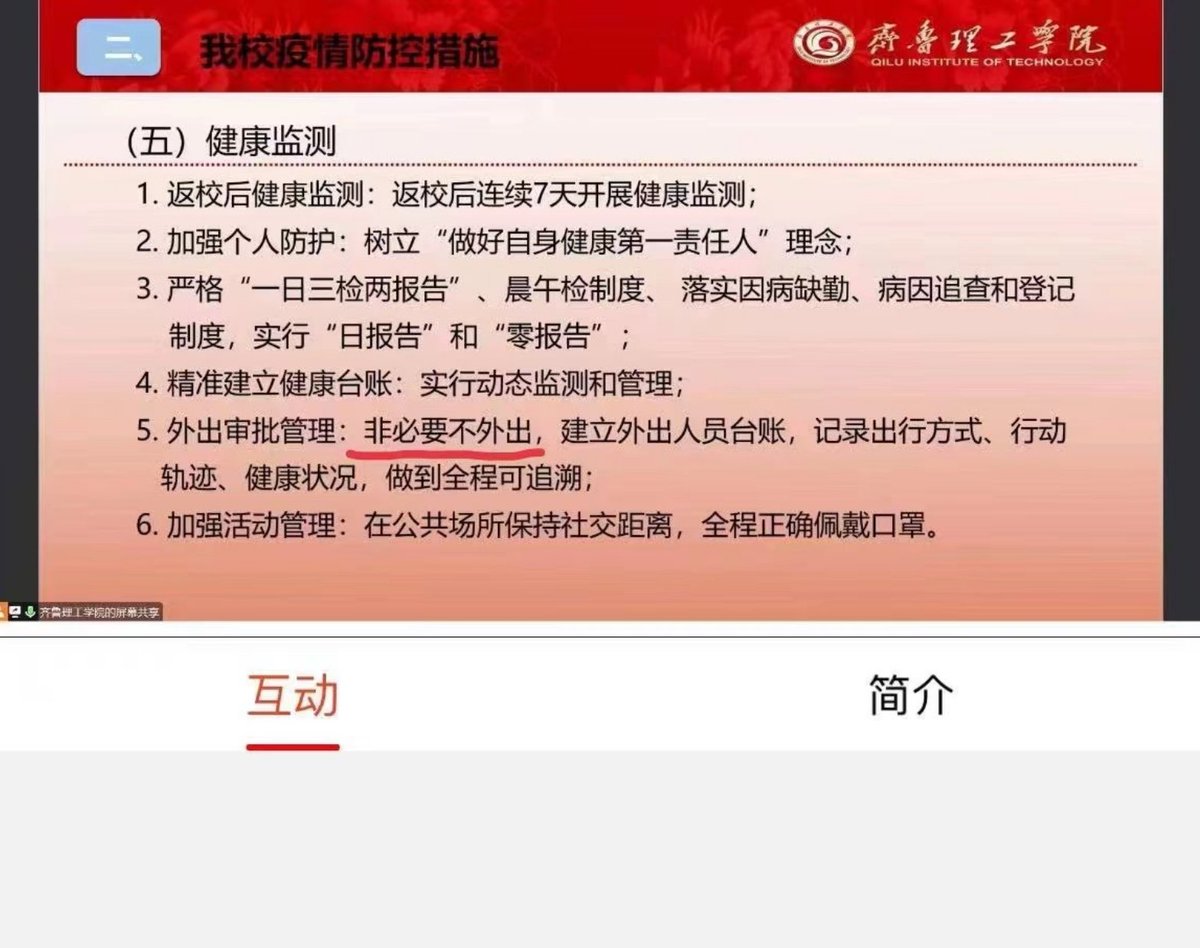 二、
我校疫情防控措施
齐鲁理工学院
QILU INSTITUTE OF TECHNOLOGY
（五）健康监测
1. 返校后健康监测：返校后连续7天开展健康监测；
2. 加强个人防护：树立“做好自身健康第一责任人”理念；
3. 严格“一日三检两报告”、晨午检制度、 落实因病缺勤、病因追查和登记
制度，实行“日报告”和“零报告”；
4. 精准建立健康台账：实行动态监测和管理；
5. 外出审批管理：非必要不外出，建立外出人员台账，记录出行方式、行动
轨迹、健康状况，做到全程可追溯；
6. 加强活动管理：在公共场所保持社交距离，全程正确佩戴口罩。
齐鲁理工学院的屏幕共享
互动
简介